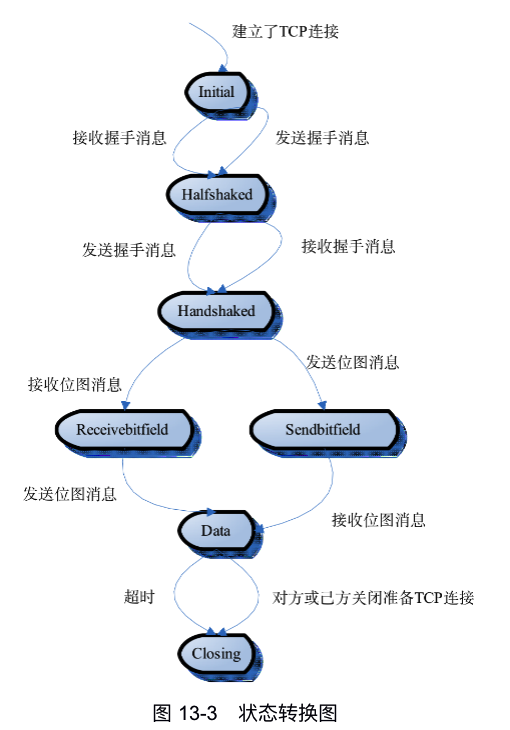 建立了TCP连接
Initial
接收握手消息
发送握手消息
Halfshaked
发送握手消息
接收握手消息
Handshaked
发送位图消息
接收位图消息
Receivebitfield
Sendbitfield
发送位图消息
接收位图消息
Data
超时
对方或己方关闭准备TCP连接
Closing
图 13-3 状态转换图